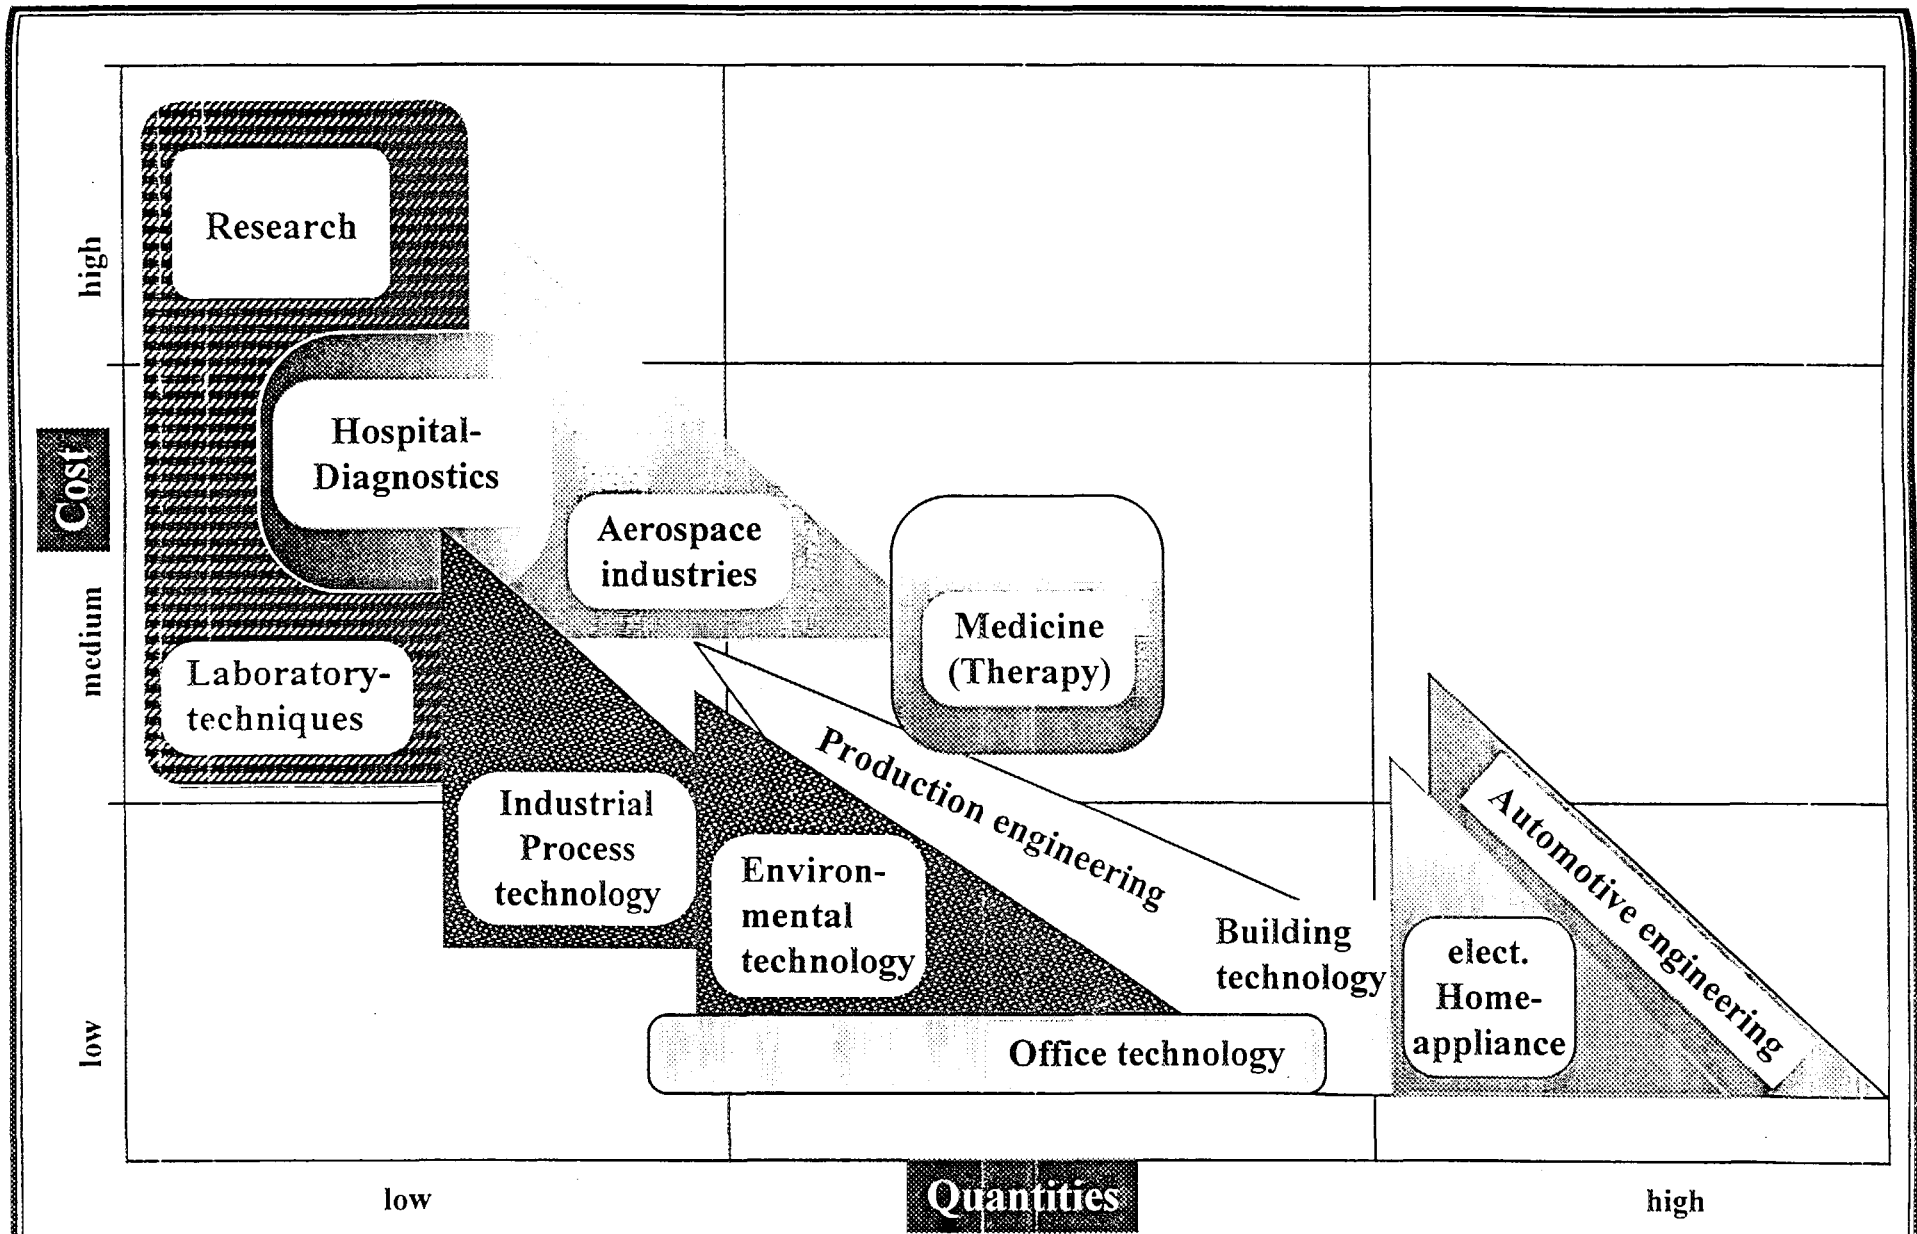 Research
Hospital-
Diagnostics
Aerospace
industries
Medicine
(Therapy)
Laboratory-
techniques
Industrial
Process
technology
Environ-
mental
technology
Production engineering
Building
technology
elect.
Home-
appliance
Automotive engineering
Office technology
Cost
high
medium
low
low
Quantities
high